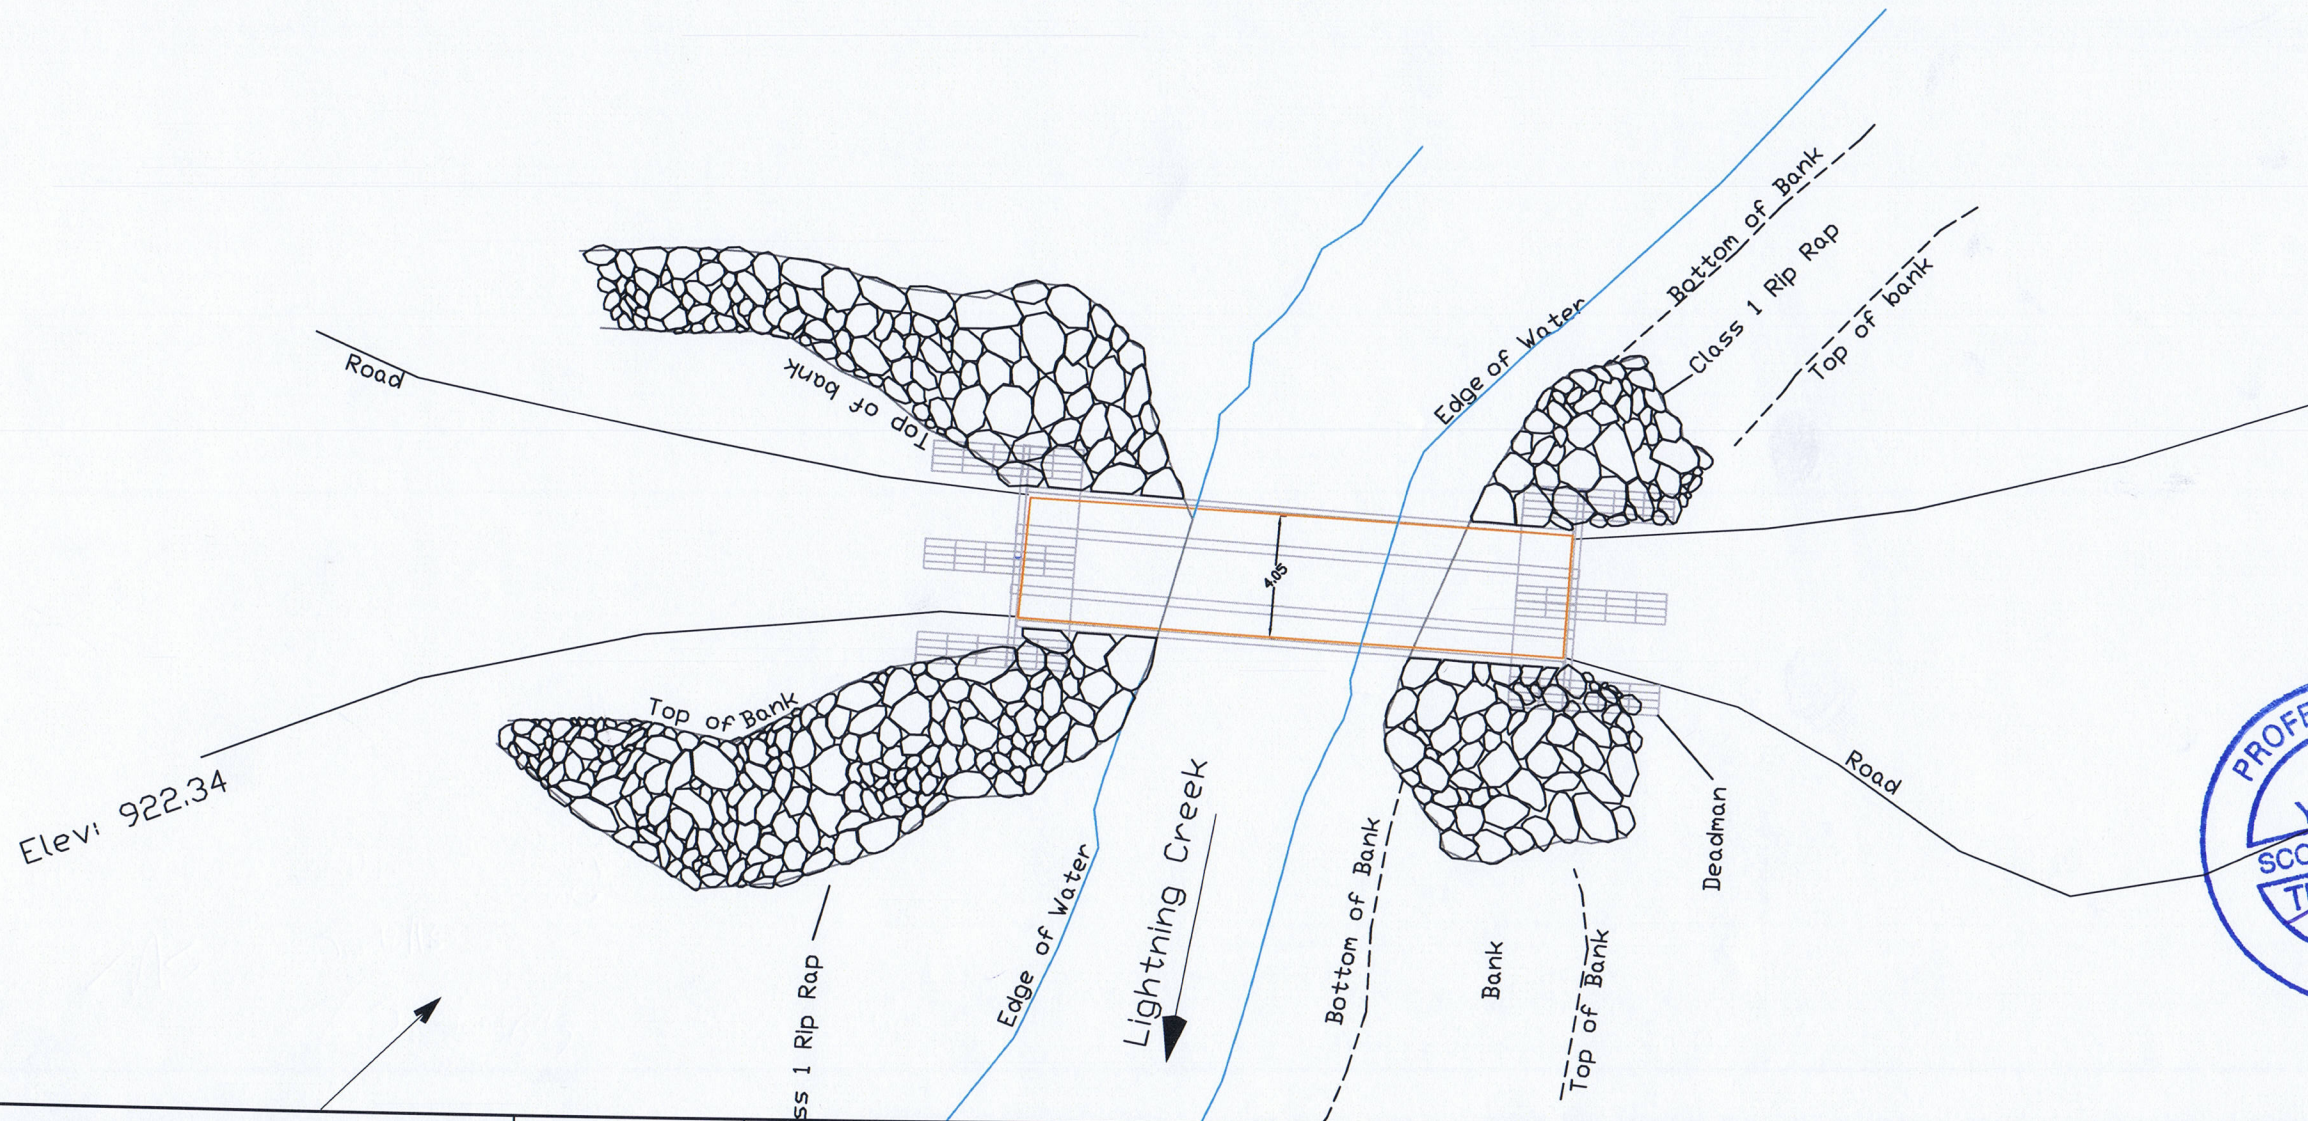 Bottom of Bank
Class 1 Rip Rap
Top of bank
Edge of Water
Road
Top of bank
4.05
Top of Bank
Road
Elev: 922.34
Deadman
Lightning Creek
Edge of Water
Bottom of Bank
Bank
Top of Bank
1 Rip Rap